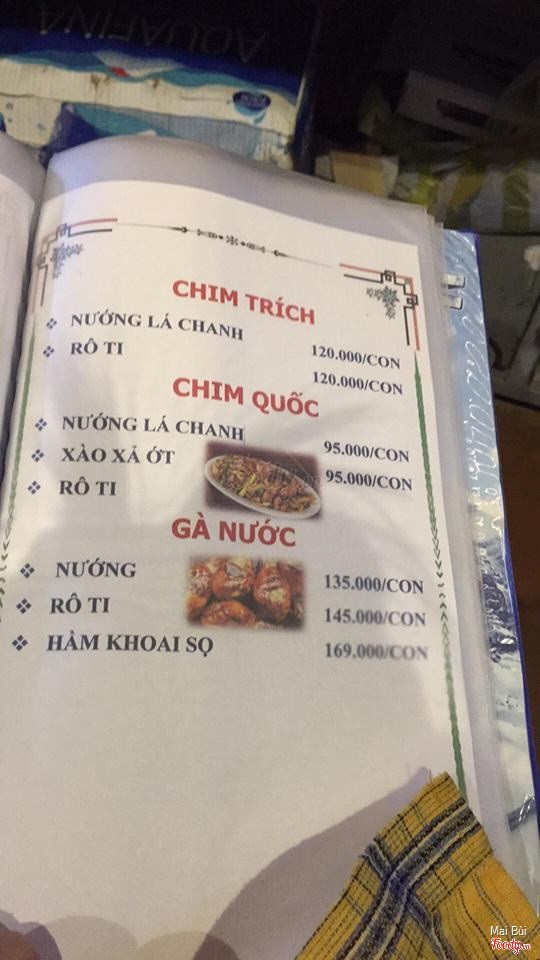 AQUAFINA
CHIM TRÍCH
NƯỚNG LÁ CHANH 120.000/CON
RÔ TI 120.000/CON
CHIM QUỐC
NƯỚNG LÁ CHANH 95.000/CON
XÀO XẢ ỚT 95.000/CON
RÔ TI
GÀ NƯỚC
NƯỚNG 135.000/CON
RÔ TI 145.000/CON
HẦM KHOAI SỌ 169.000/CON
Mai Bùi
Foody.vn